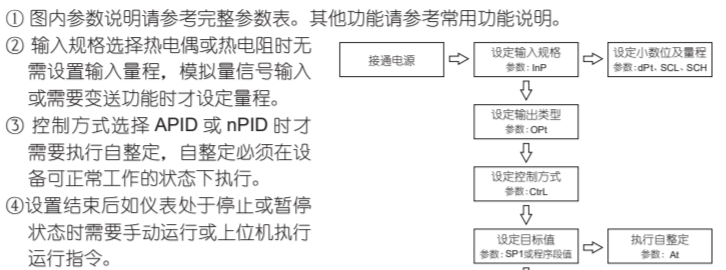 ① 图内参数说明请参考完整参数表。其他功能请参考常用功能说明。
② 输入规格选择热电偶或热电阻时无
需设置输入量程，模拟量信号输入
或需要变送功能时才设定量程。
③ 控制方式选择 APID 或 nPID 时才
需要执行自整定，自整定必须在设
备可正常工作的状态下执行。
④设置结束后如仪表处于停止或暂停
状态时需要手动运行或上位机执行
运行指令。
接通电源
设定输入规格
参数: InP
设定小数位及量程
参数: dPt、SCL、SCH
设定输出类型
参数: OPt
设定控制方式
参数: CtrL
设定目标值
参数: SP1或程序段值
执行自整定
参数: At